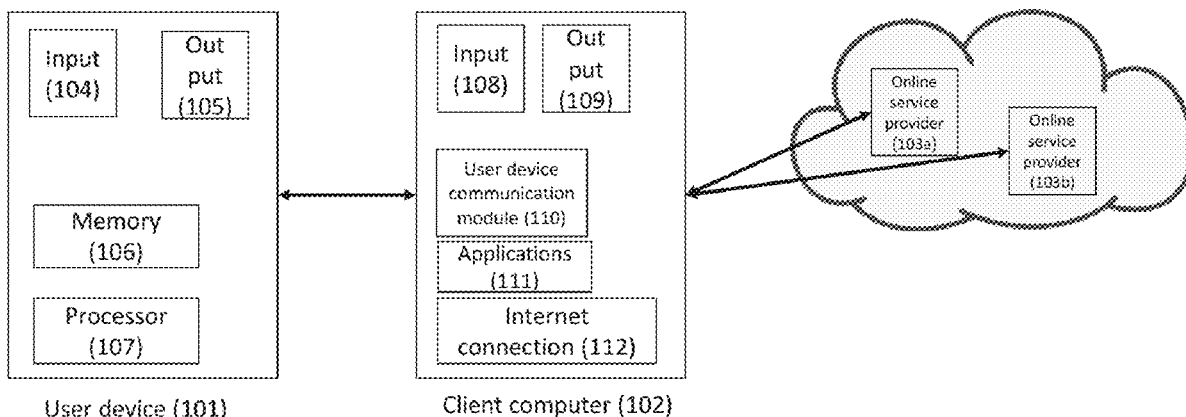 Input
(104)
Out
put
(105)
Memory
(106)
Processor
(107)
User device (101)
Input
(108)
Out
put
(109)
User device
communication
module (110)
Applications
(111)
Internet
connection (112)
Client computer (102)
Online
service
provider
(103a)
Online
service
provider
(103b)